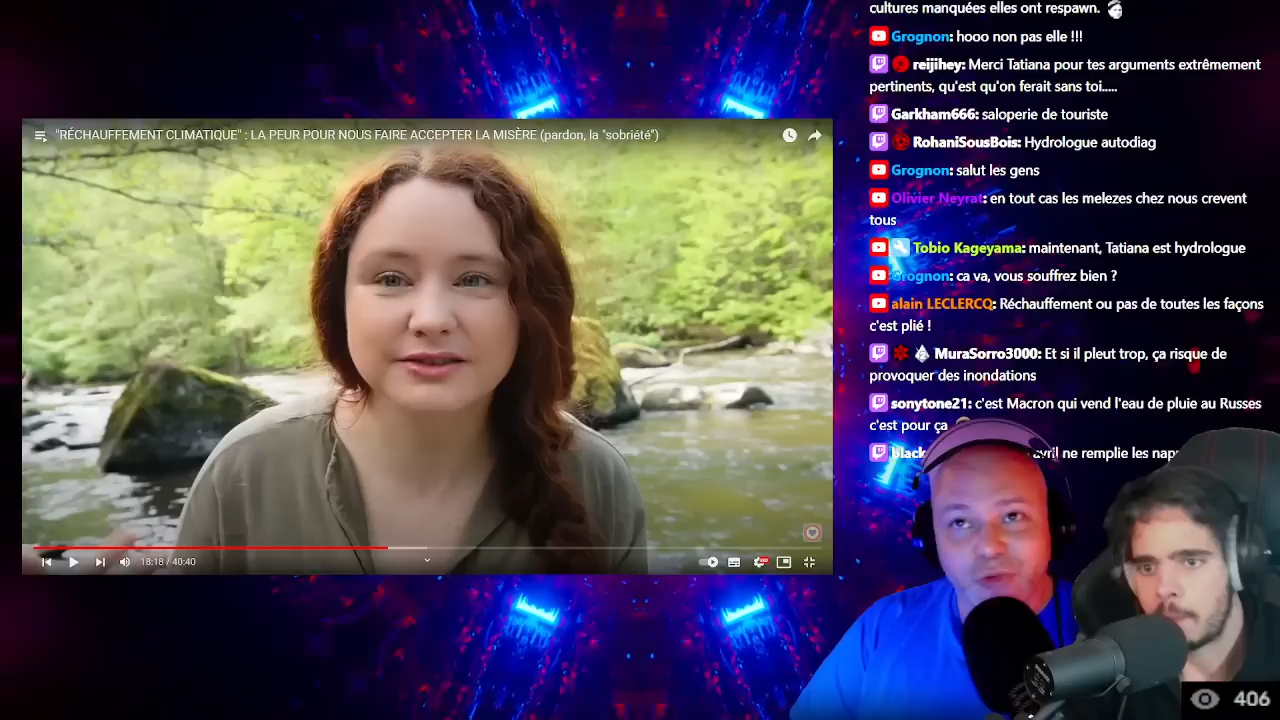 cultures manquées elles ont respawn.
Grognon: hooo non pas elle !!!
reijihey: Merci Tatiana pour tes arguments extrêmement
pertinents, qu'est qu'on ferait sans toi.....
Garkham666: saloperie de touriste
RohaniSousBois: Hydrologue autodiag
Grognon: salut les gens
Olivier Neyrat: en tout cas les melezes chez nous crevent
tous
Tobio Kageyama: maintenant, Tatiana est hydrologue
Grognon: ça va, vous souffrez bien ?
alain LECLERCQ: Réchauffement ou pas de toutes les façons
c'est plié !
MuraSorro3000: Et si il pleut trop, ça risque de
provoquer des inondations
sonytone21: c'est Macron qui vend l'eau de pluie au Russes
c'est pour ça
ne remplie les
"RÉCHAUFFEMENT CLIMATIQUE" : LA PEUR POUR NOUS FAIRE ACCEPTER LA MISÈRE (pardon, la "sobriété")
18:18 / 40:40
406